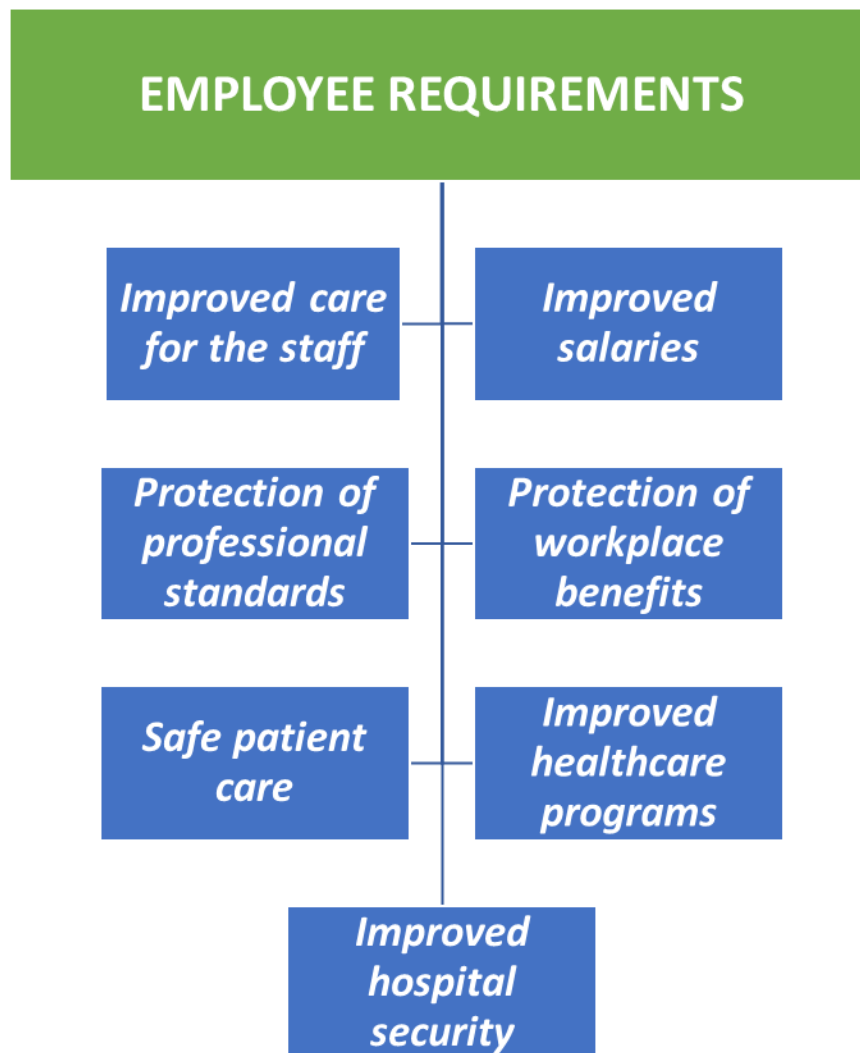 EMPLOYEE REQUIREMENTS
Improved care
for the staff
Improved
salaries
Protection of
professional
standards
Protection of
workplace
benefits
Safe patient
care
Improved
healthcare
programs
Improved
hospital
security